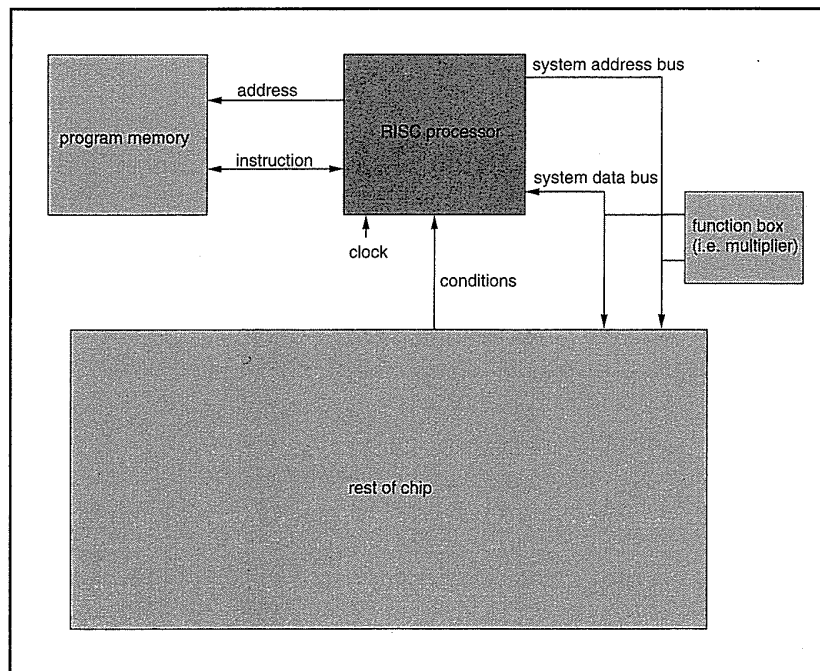 system address bus
address
program memory
RISC processor
instruction
system data bus
function box
(i.e. multiplier)
clock
conditions
rest of chip